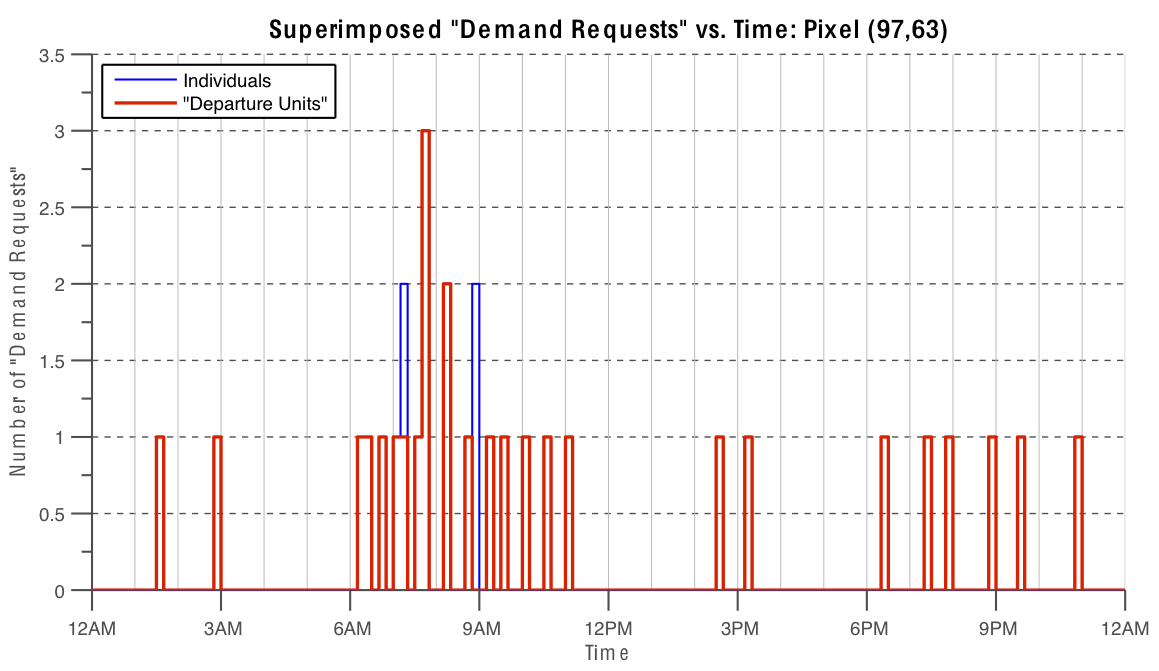 Superimposed "Demand Requests" vs. Time: Pixel (97,63)
Individuals
"Departure Units"
Number of "Demand Requests"
3.5
3
2.5
2
1.5
1
0.5
0
12AM 3AM 6AM 9AM 12PM 3PM 6PM 9PM 12AM
Time